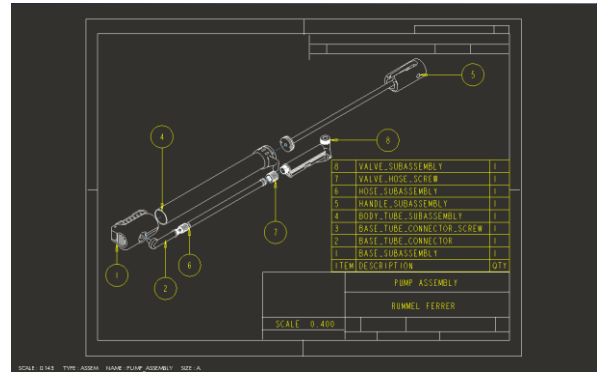 5
4
8
8 VALVE_SUBASSEMBLY 1
7 VALVE_HOSE_SCREW 1
6 HOSE_SUBASSEMBLY 1
5 HANDLE_SUBASSEMBLY 1
4 BODY_TUBE_SUBASSEMBLY 1
3 BASE_TUBE_CONNECTOR_SCREW 1
2 BASE_TUBE_CONNECTOR 1
1 BASE_SUBASSEMBLY 1
ITEM DESCRIPTION QTY
7
6
1
2
PUMP ASSEMBLY
RUMMEL FERRER
SCALE 0.400
SCALE : 0.143 TYPE : ASSEM NAME : PUMP_ASSEMBLY SIZE : A